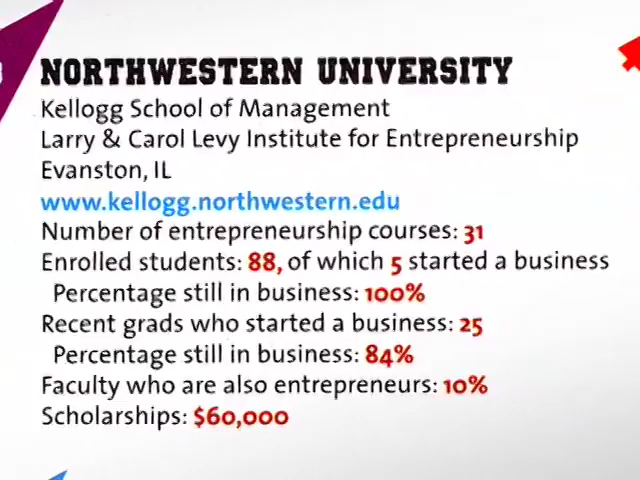 NORTHWESTERN UNIVERSITY
Kellogg School of Management
Larry & Carol Levy Institute for Entrepreneurship
Evanston, IL
www.kellogg.northwestern.edu
Number of entrepreneurship courses: 31
Enrolled students: 88, of which 5 started a business
Percentage still in business: 100%
Recent grads who started a business: 25
Percentage still in business: 84%
Faculty who are also entrepreneurs: 10%
Scholarships: $60,000